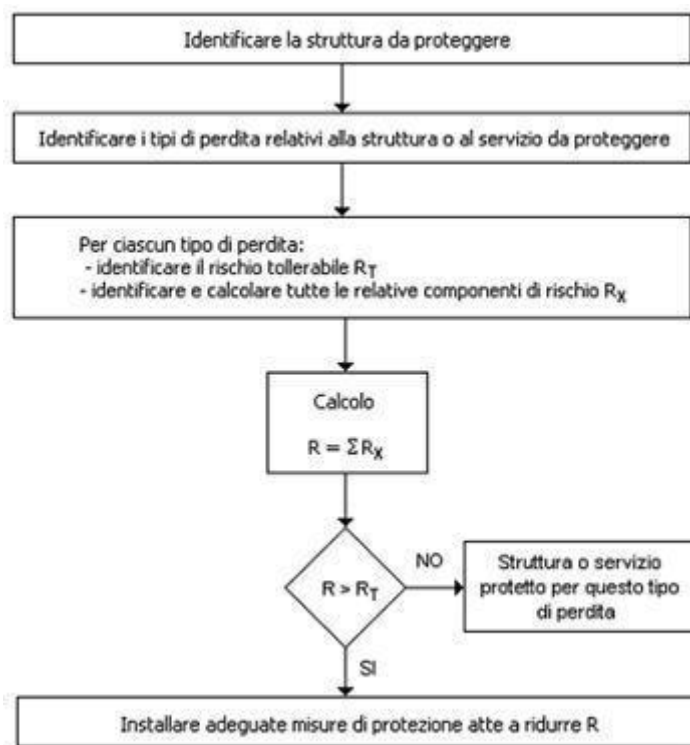 Identificare la struttura da proteggere
Identificare i tipi di perdita relativi alla struttura o al servizio da proteggere
Per ciascun tipo di perdita:
- identificare il rischio tollerabile RT
- identificare e calcolare tutte le relative componenti di rischio RX
Calcolo
R = ΣRX
R > RT
NO
Struttura o servizio
protetto per questo tipo
di perdita
SI
Installare adeguate misure di protezione atte a ridurre R